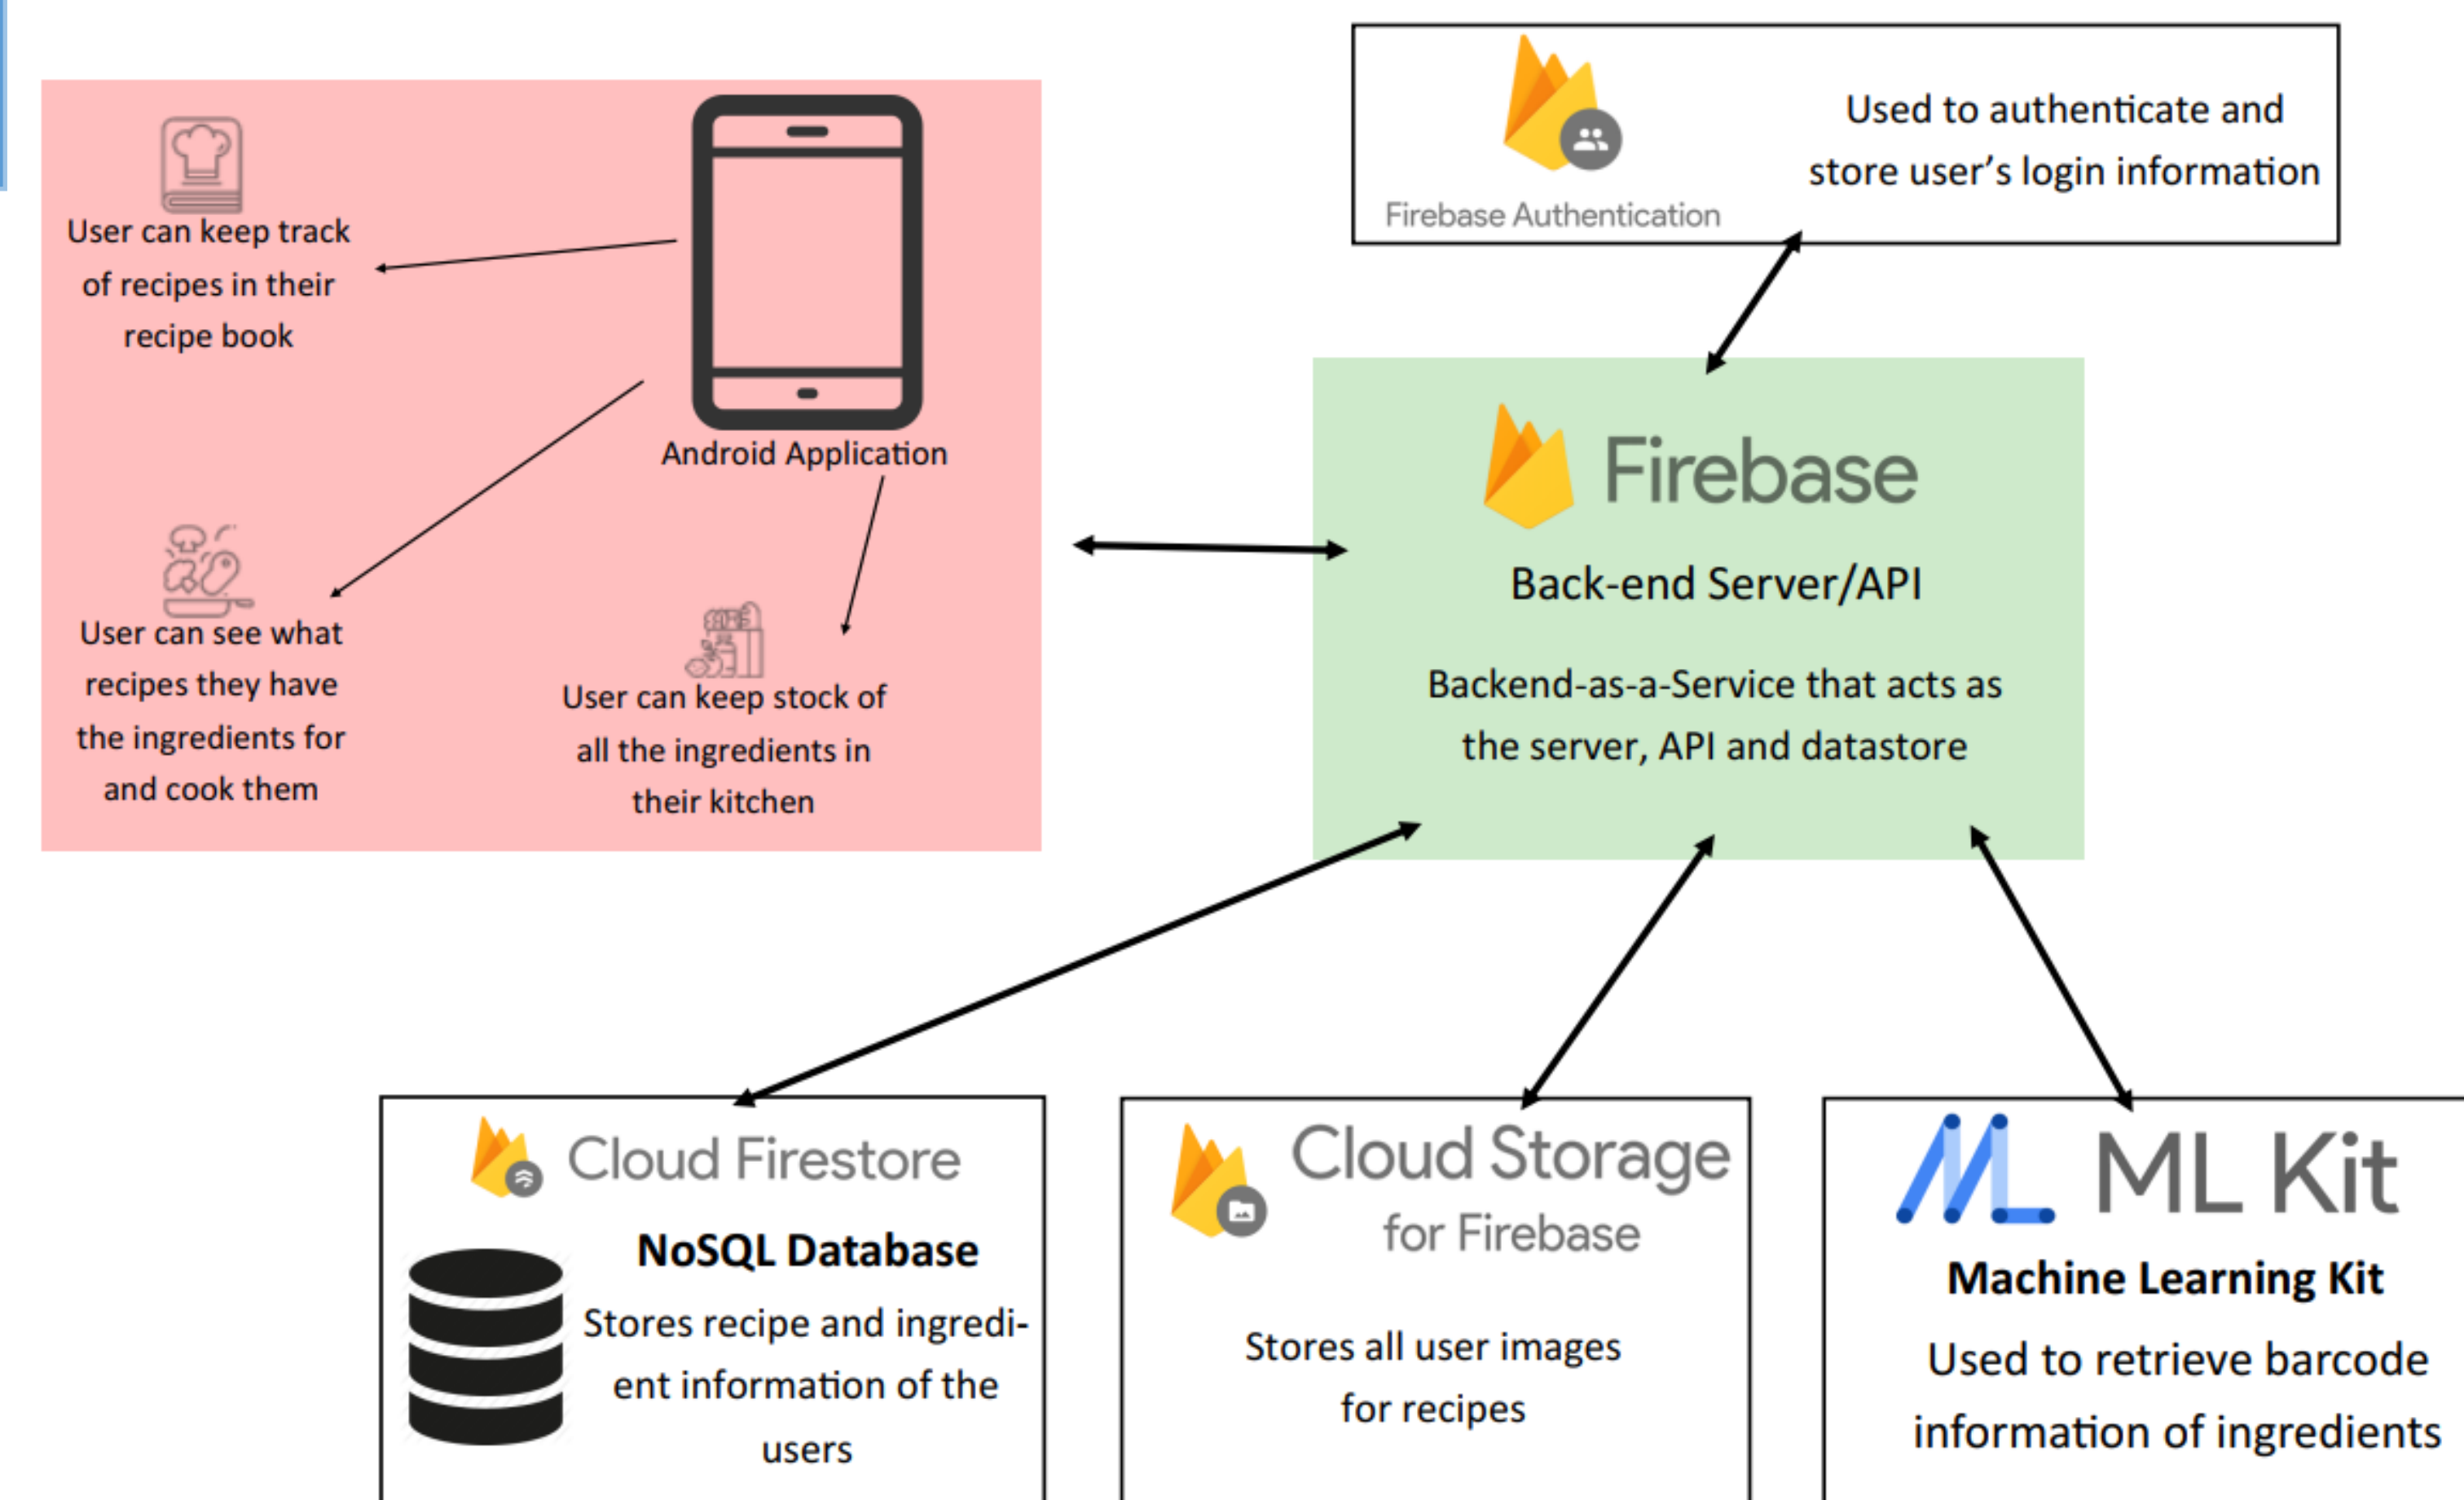 User can keep track
of recipes in their
recipe book
Android Application
User can see what
recipes they have
the ingredients for
and cook them
User can keep stock of
all the ingredients in
their kitchen
Firebase Authentication
Used to authenticate and
store user's login information
Firebase
Back-end Server/API
Backend-as-a-Service that acts as
the server, API and datastore
Cloud Firestore
NoSQL Database
Stores recipe and ingredi-
ent information of the
users
Cloud Storage
for Firebase
Stores all user images
for recipes
ML Kit
Machine Learning Kit
Used to retrieve barcode
information of ingredients